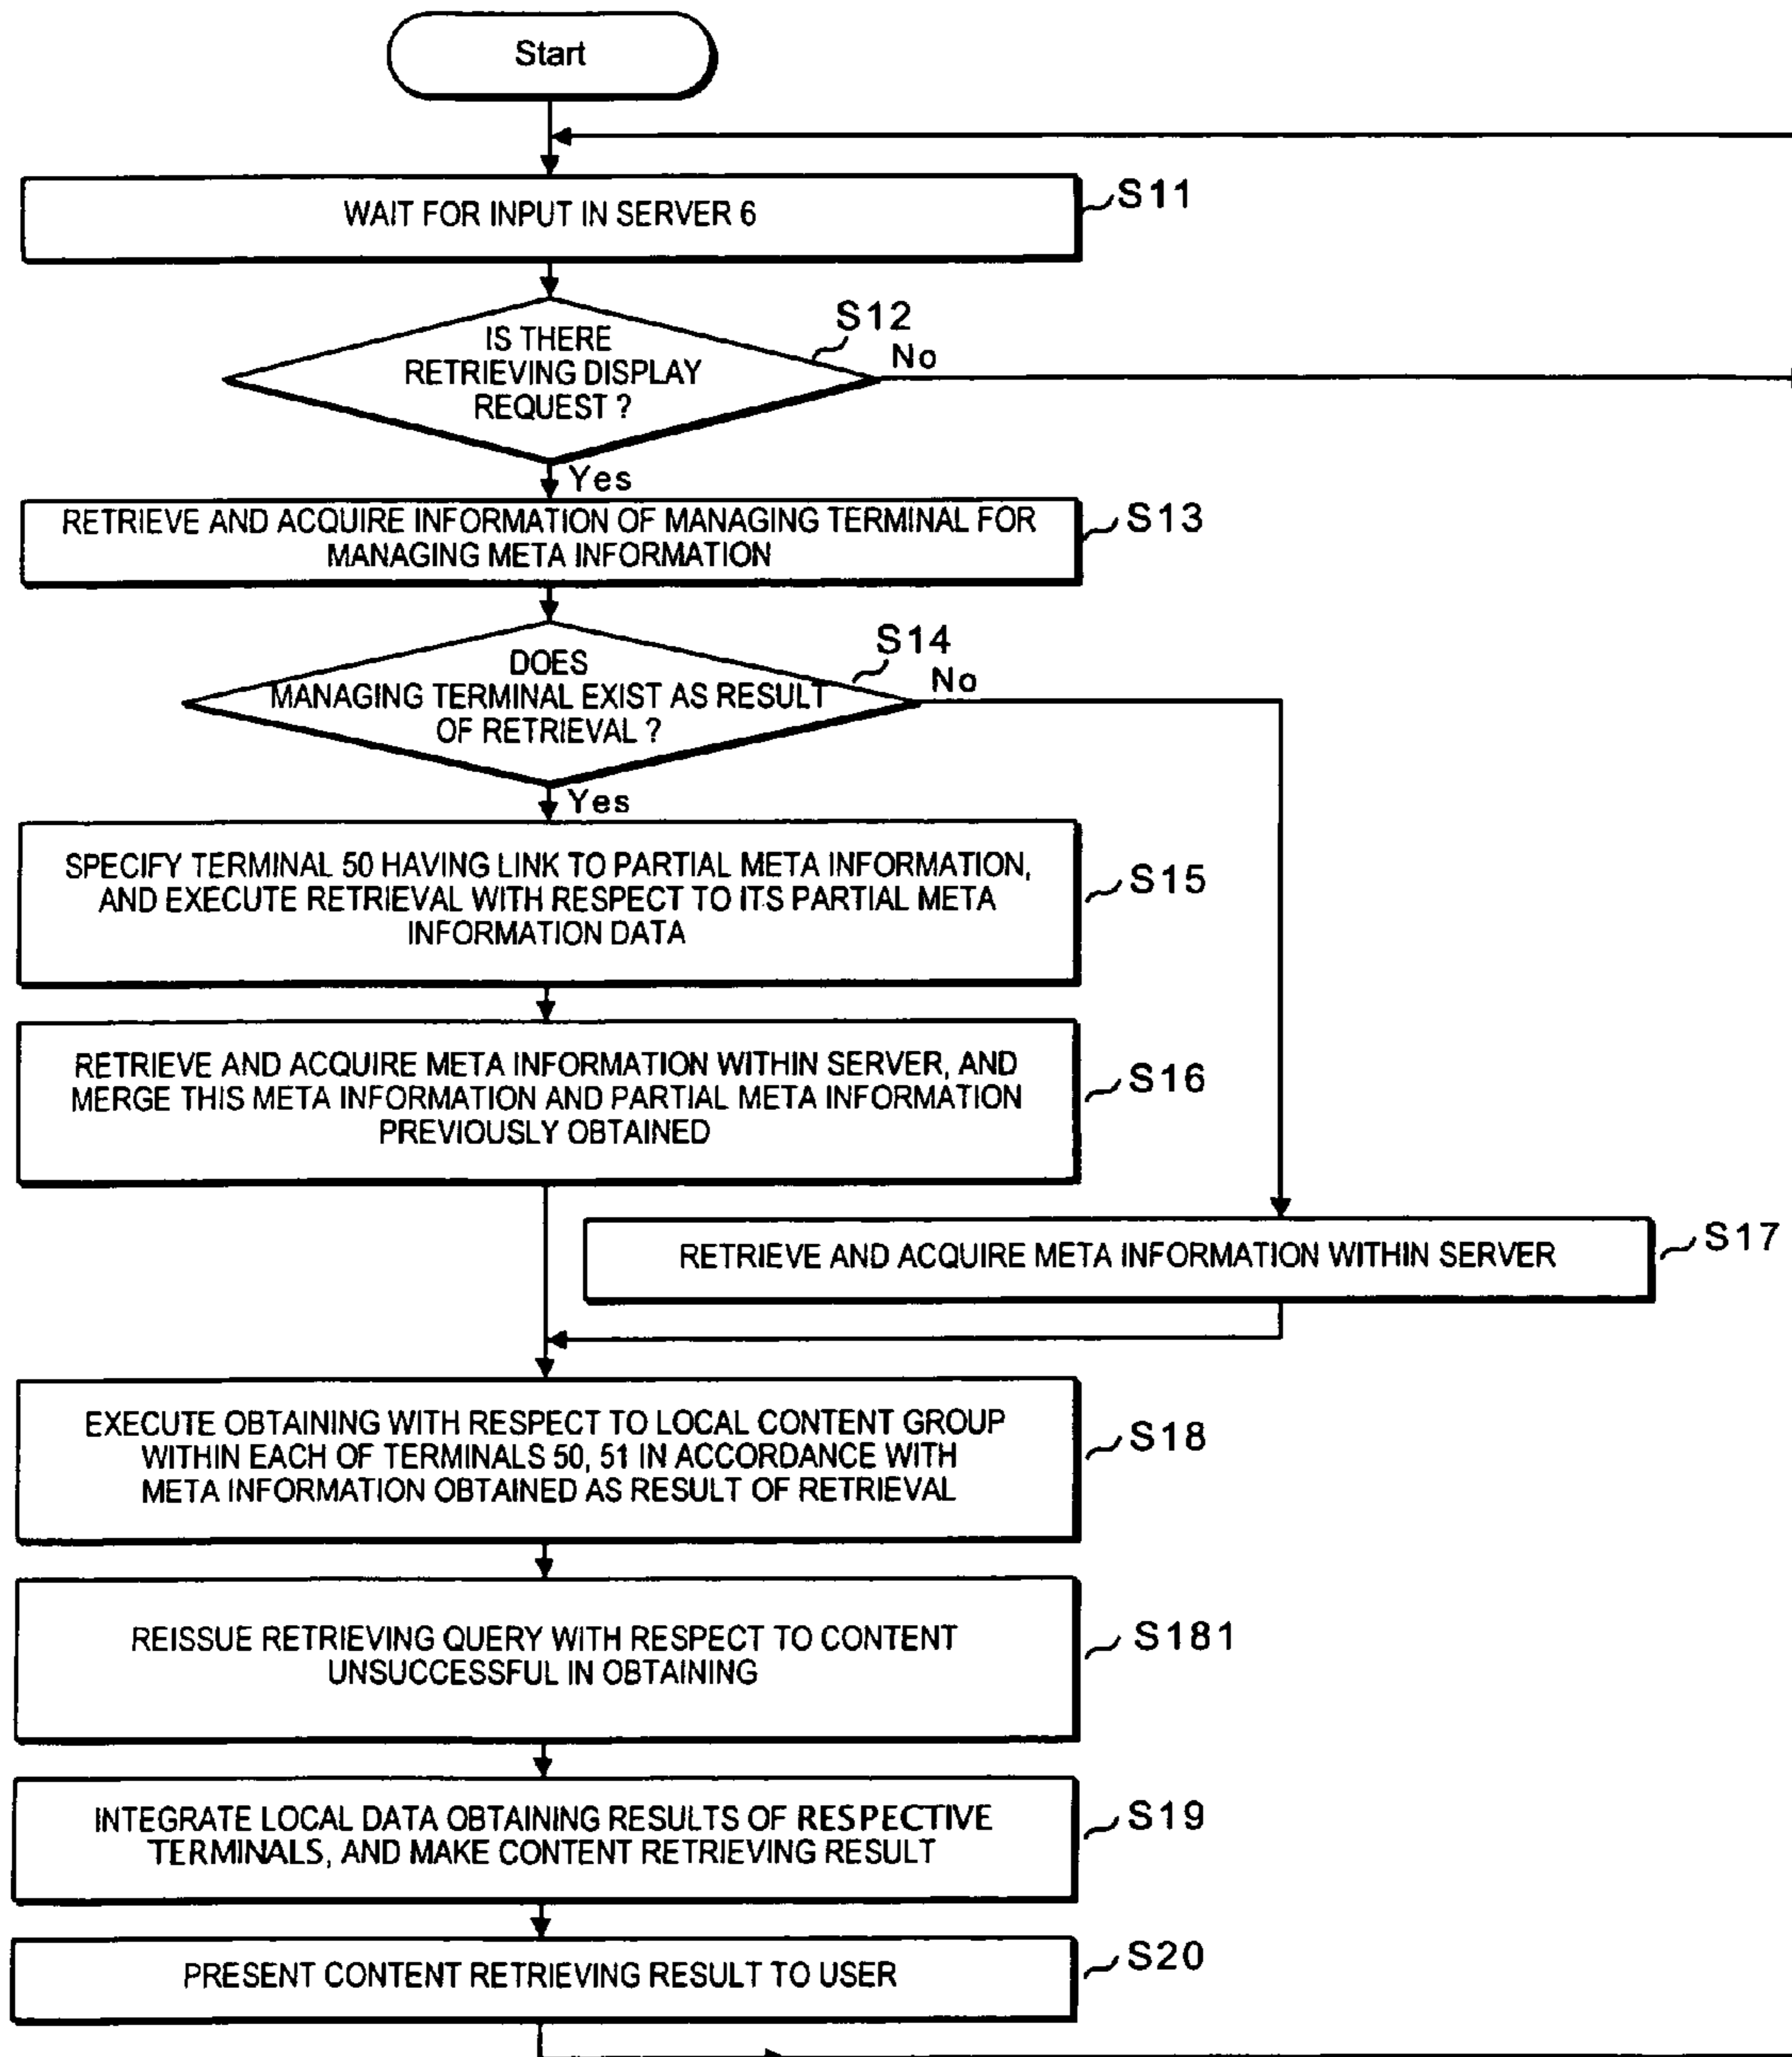 Start
WAIT FOR INPUT IN SERVER 6
S11
IS THERE
RETRIEVING DISPLAY
REQUEST ?
S12
No
Yes
RETRIEVE AND ACQUIRE INFORMATION OF MANAGING TERMINAL FOR
MANAGING META INFORMATION
S13
DOES
MANAGING TERMINAL EXIST AS RESULT
OF RETRIEVAL ?
S14
No
Yes
SPECIFY TERMINAL 50 HAVING LINK TO PARTIAL META INFORMATION,
AND EXECUTE RETRIEVAL WITH RESPECT TO ITS PARTIAL META
INFORMATION DATA
S15
RETRIEVE AND ACQUIRE META INFORMATION WITHIN SERVER, AND
MERGE THIS META INFORMATION AND PARTIAL META INFORMATION
PREVIOUSLY OBTAINED
S16
RETRIEVE AND ACQUIRE META INFORMATION WITHIN SERVER
S17
EXECUTE OBTAINING WITH RESPECT TO LOCAL CONTENT GROUP
WITHIN EACH OF TERMINALS 50, 51 IN ACCORDANCE WITH
META INFORMATION OBTAINED AS RESULT OF RETRIEVAL
S18
REISSUE RETRIEVING QUERY WITH RESPECT TO CONTENT
UNSUCCESSFUL IN OBTAINING
S181
INTEGRATE LOCAL DATA OBTAINING RESULTS OF RESPECTIVE
TERMINALS, AND MAKE CONTENT RETRIEVING RESULT
S19
PRESENT CONTENT RETRIEVING RESULT TO USER
S20